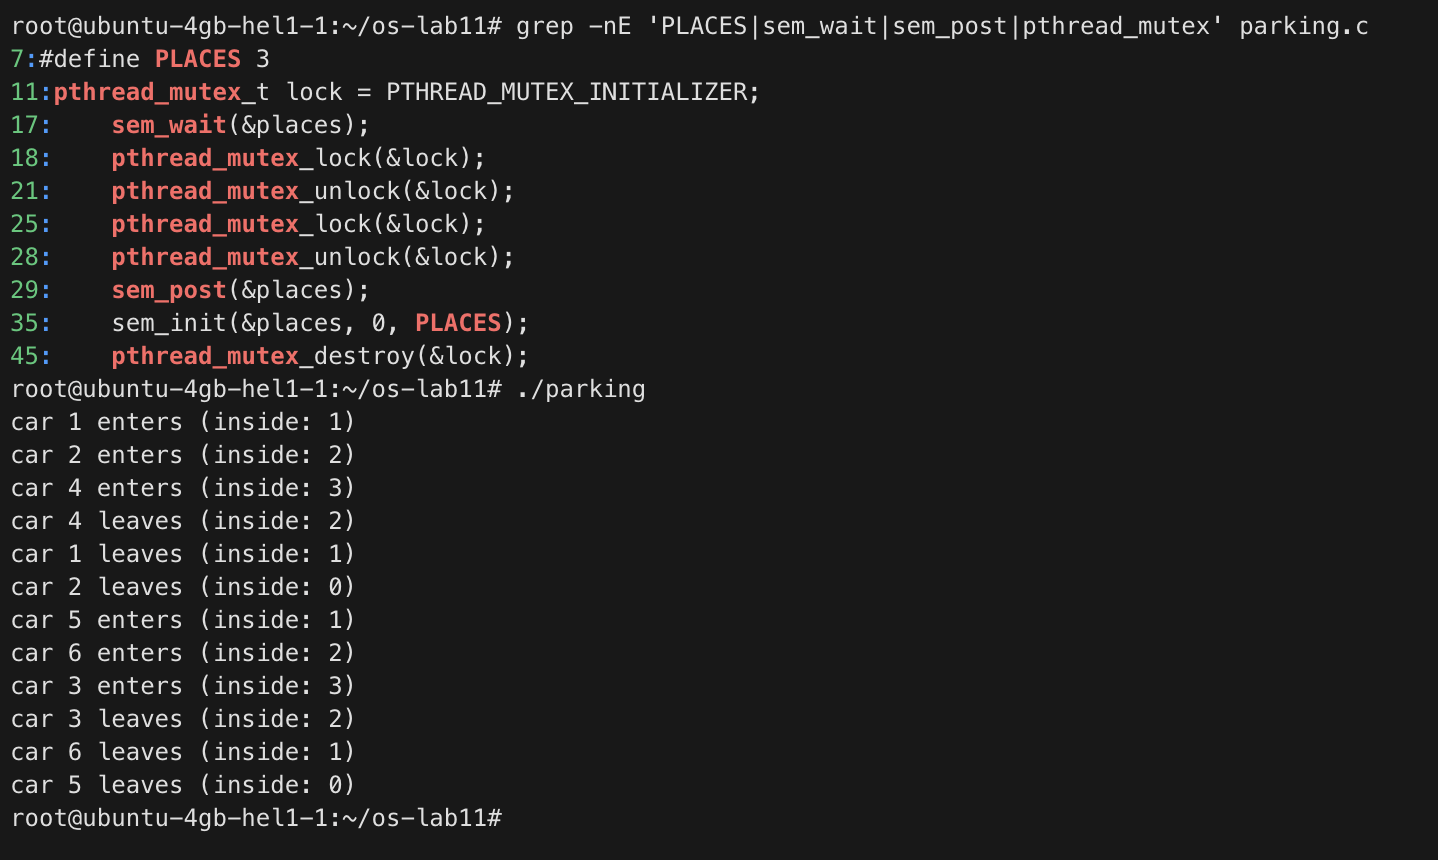 root@ubuntu-4gb-hel1-1:~/os-lab11# grep -nE 'PLACES|sem_wait|sem_post|pthread_mutex' parking.c
7:#define PLACES 3
11:pthread_mutex_t lock = PTHREAD_MUTEX_INITIALIZER;
17:    sem_wait(&places);
18:    pthread_mutex_lock(&lock);
21:    pthread_mutex_unlock(&lock);
25:    pthread_mutex_lock(&lock);
28:    pthread_mutex_unlock(&lock);
29:    sem_post(&places);
35:    sem_init(&places, 0, PLACES);
45:    pthread_mutex_destroy(&lock);
root@ubuntu-4gb-hel1-1:~/os-lab11# ./parking
car 1 enters (inside: 1)
car 2 enters (inside: 2)
car 4 enters (inside: 3)
car 4 leaves (inside: 2)
car 1 leaves (inside: 1)
car 2 leaves (inside: 0)
car 5 enters (inside: 1)
car 6 enters (inside: 2)
car 3 enters (inside: 3)
car 3 leaves (inside: 2)
car 6 leaves (inside: 1)
car 5 leaves (inside: 0)
root@ubuntu-4gb-hel1-1:~/os-lab11#